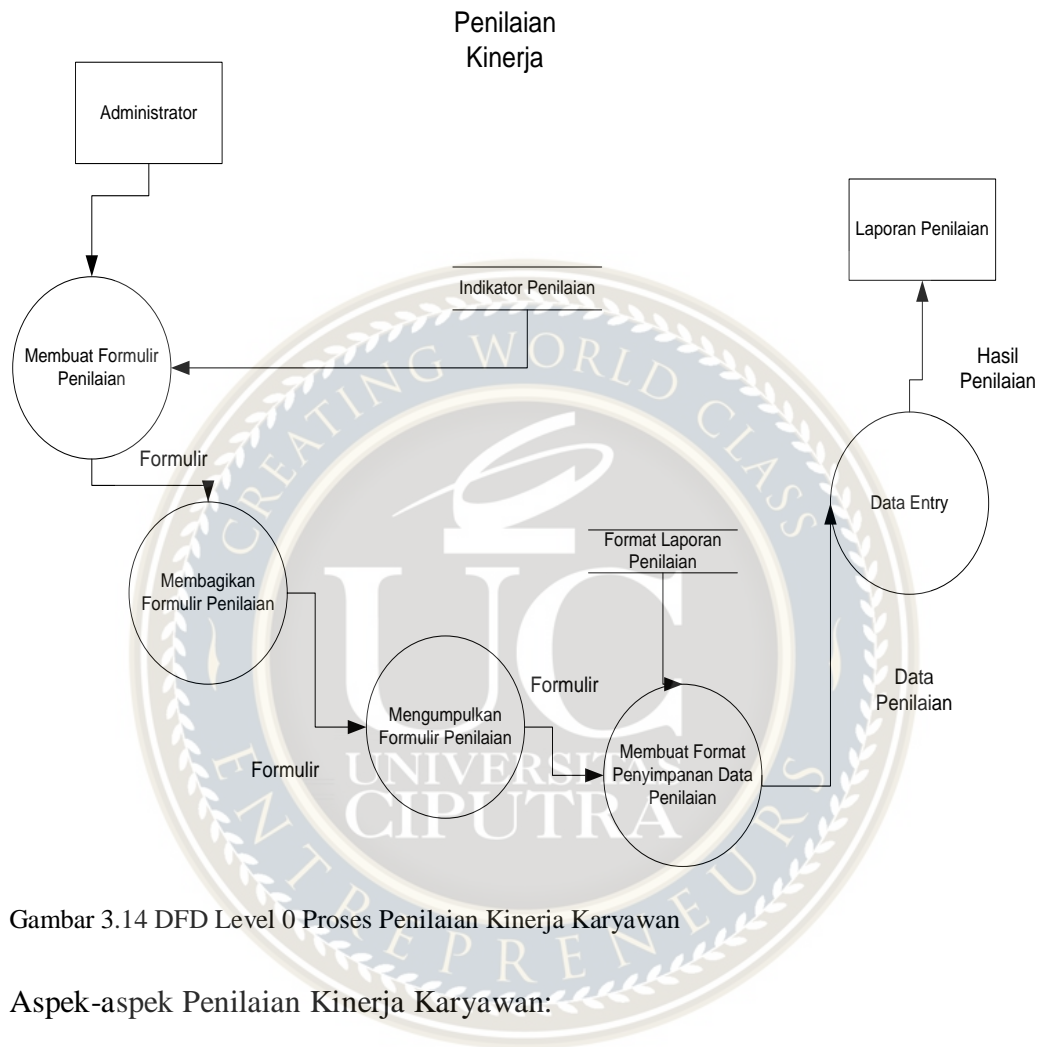 Penilaian
Kinerja
Administrator
Laporan Penilaian
Indikator Penilaian
Membuat Formulir
Penilaian
Hasil
Penilaian
Formulir
Data Entry
Format Laporan
Penilaian
Membagikan
Formulir Penilaian
Formulir
Mengumpulkan
Formulir Penilaian
Formulir
Membuat Format
Penyimpanan Data
Penilaian
Data
Penilaian
CREATING WORLD CLASS
UC
UNIVERSITAS
CIPUTRA
ENTREPRENEURS
Gambar 3.14 DFD Level 0 Proses Penilaian Kinerja Karyawan
Aspek-aspek Penilaian Kinerja Karyawan: